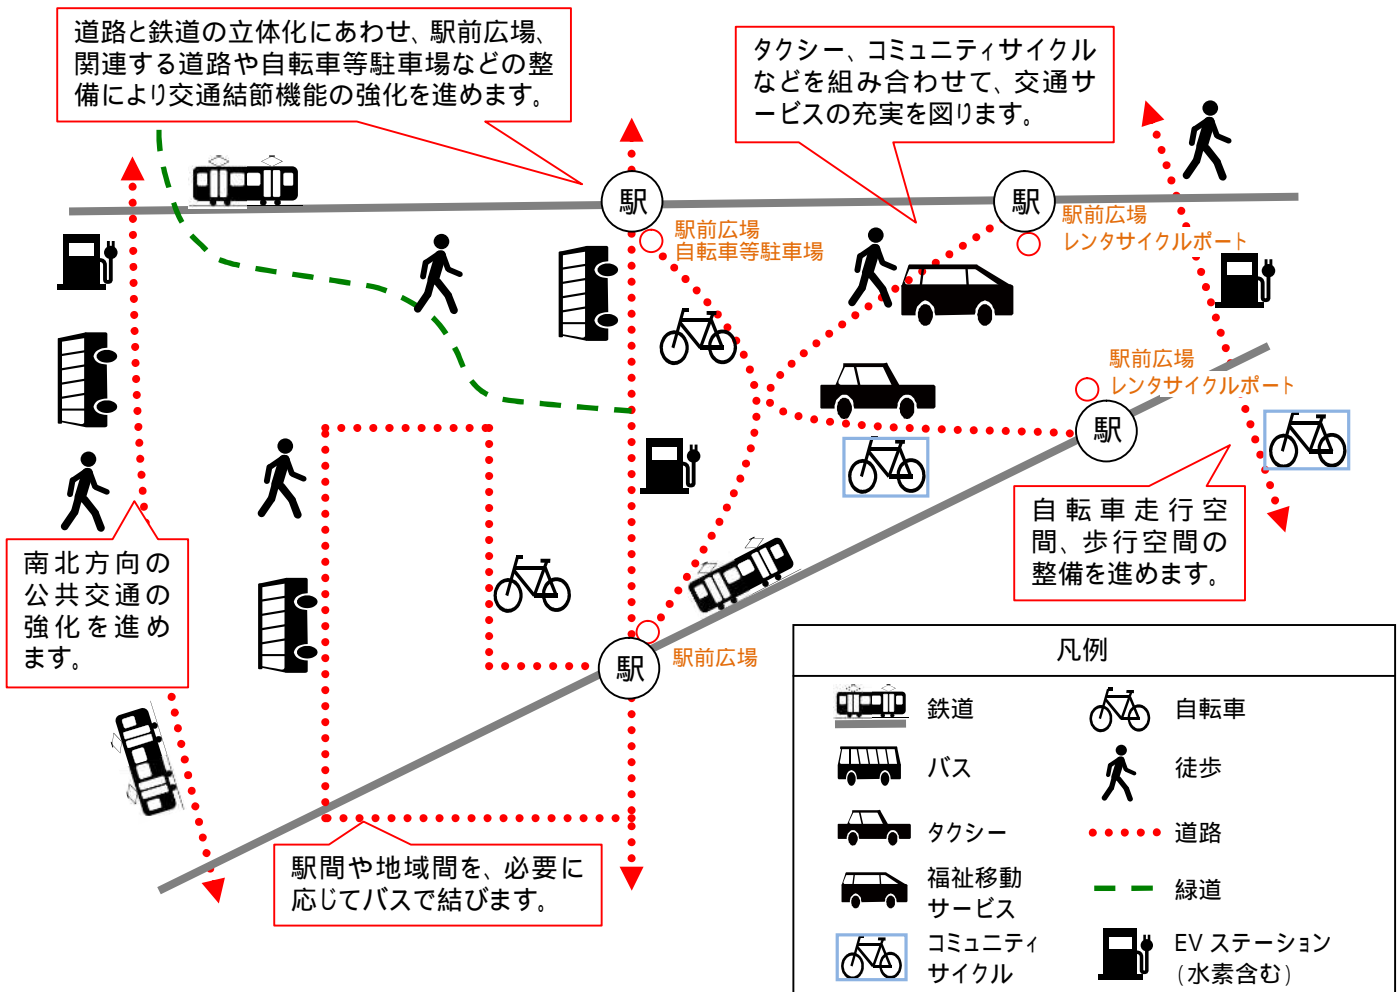 道路と鉄道の立体化にあわせ、駅前広場、
関連する道路や自転車等駐車場などの整
備により交通結節機能の強化を進めます。
タクシー、コミュニティサイクル
などを組み合わせて、交通サ
ービスの充実を図ります。
駅
駅前広場
自転車等駐車場
駅
駅前広場
レンタサイクルポート
駅前広場
レンタサイクルポート
駅
自転車走行空
間、歩行空間の
整備を進めます。
南北方向の
公共交通の
強化を進め
ます。
駅
駅前広場
駅間や地域間を、必要に
応じてバスで結びます。
凡例
鉄道
自転車
バス
徒歩
タクシー
道路
福祉移動
サービス
緑道
コミュニティ
サイクル
EV ステーション
(水素含む)